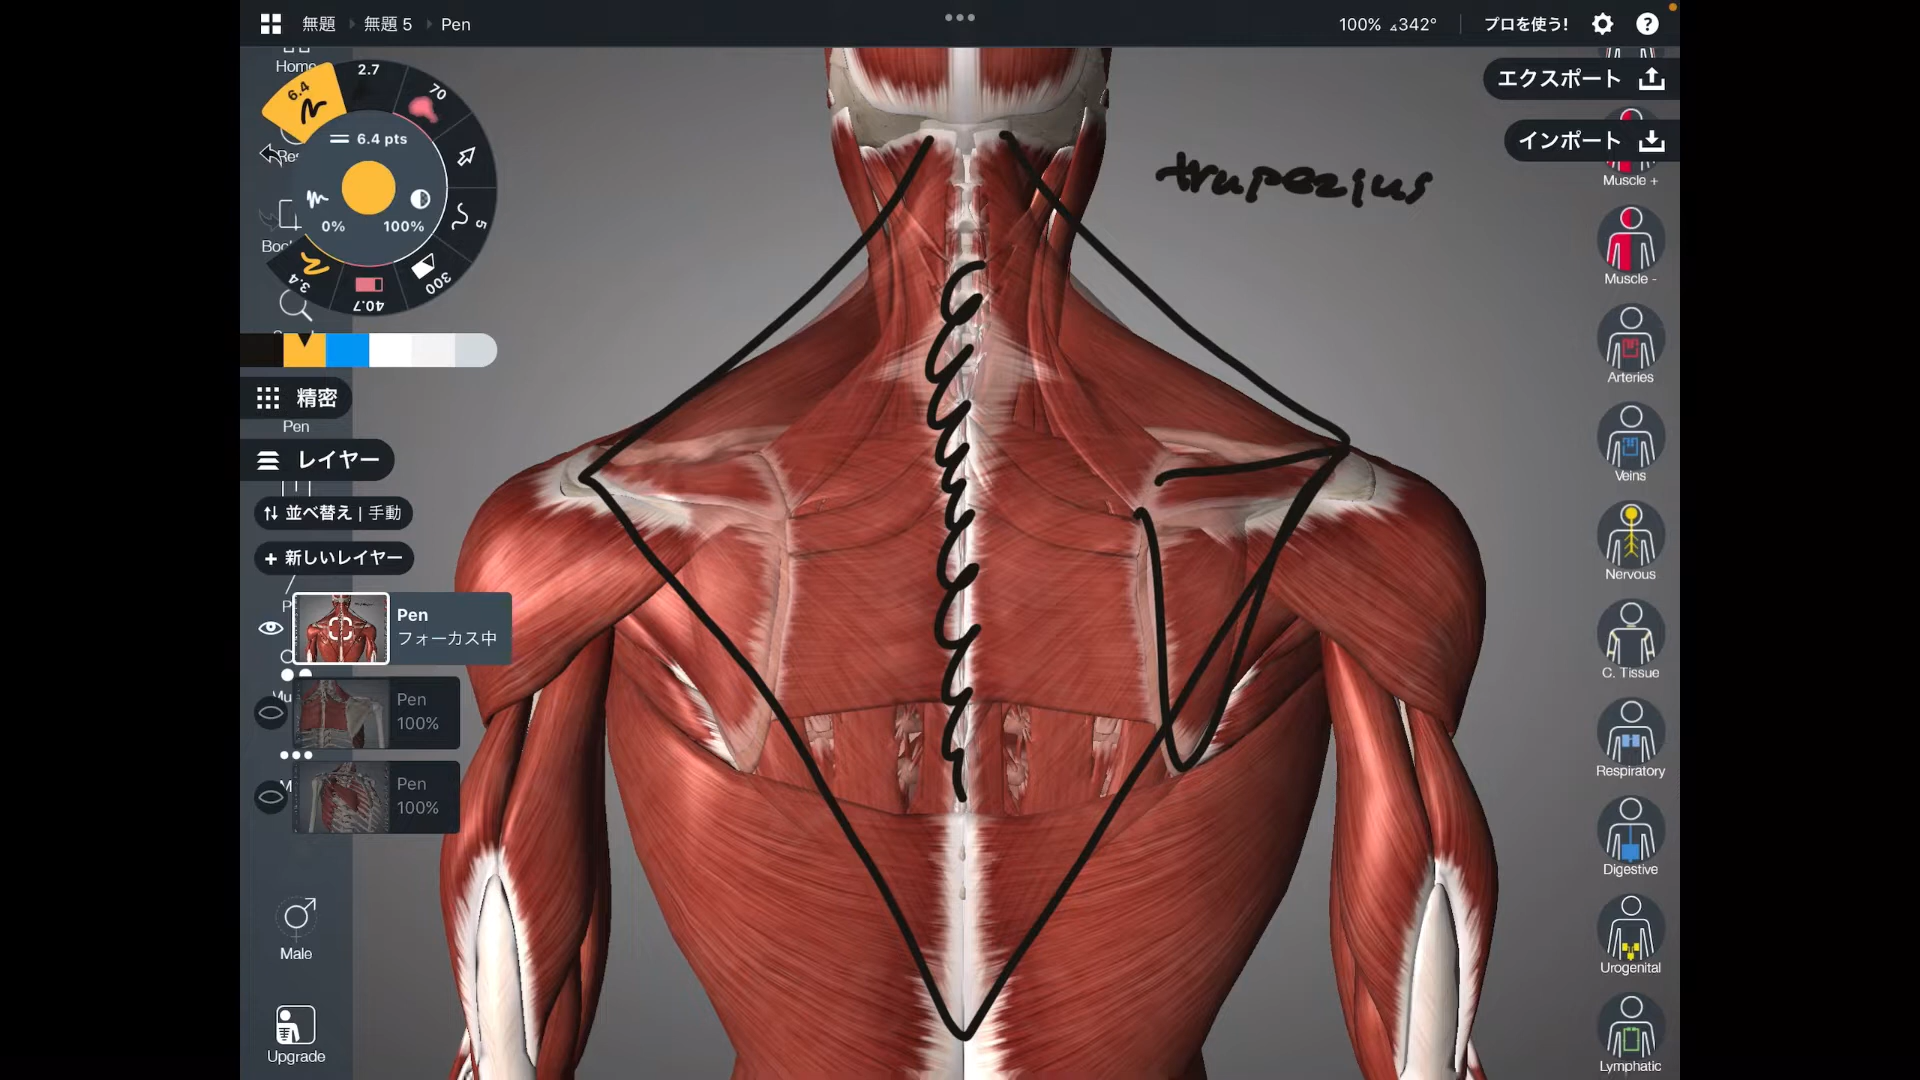 無題 無題 5 Pen
100% ⊿342° プロを使う!
Home
2.7
6.4
70
6.4 pts
0% 100%
5
300
40.7
3.4
エクスポート
インポート
trapezius
Muscle +
Muscle -
Arteries
Veins
Nervous
C. Tissue
Respiratory
Digestive
Urogenital
Lymphatic
精密
Pen
レイヤー
並べ替え | 手動
+ 新しいレイヤー
Pen
フォーカス中
Pen
100%
Pen
100%
Male
Upgrade